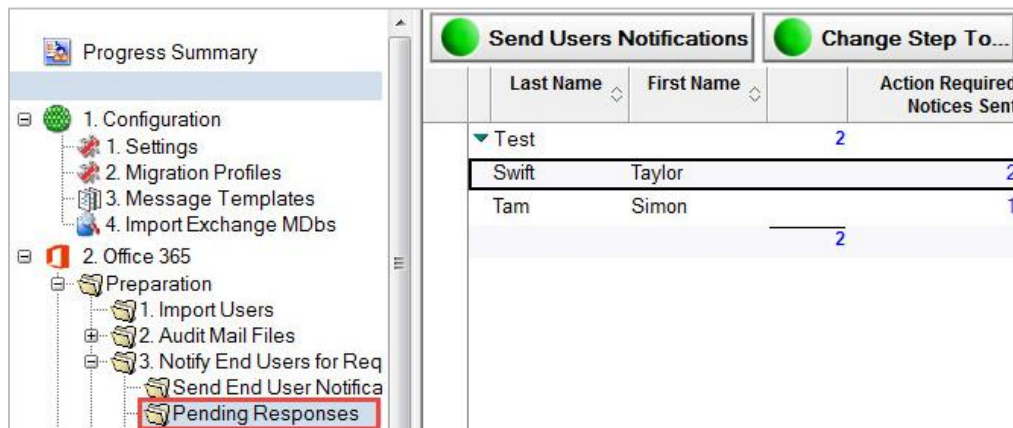 Progress Summary
1. Configuration
1. Settings
2. Migration Profiles
3. Message Templates
4. Import Exchange MDbs
2. Office 365
Preparation
1. Import Users
2. Audit Mail Files
3. Notify End Users for Req
Send End User Notifica
Pending Responses
Send Users Notifications Change Step To...
Last Name First Name Action Required
Notices Sent
Test 2
Swift Taylor 2
Tam Simon 1
2